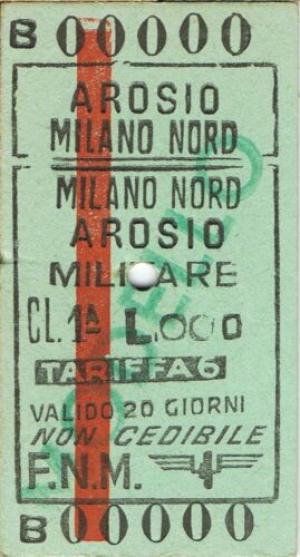 B 00000
AROSIO
MILANO NORD
MILANO NORD
AROSIO
MILITARE
CL. 1ª L.000
TARIFFA 6
VALIDO 20 GIORNI
NON CEDIBILE
F.N.M.
B 00000